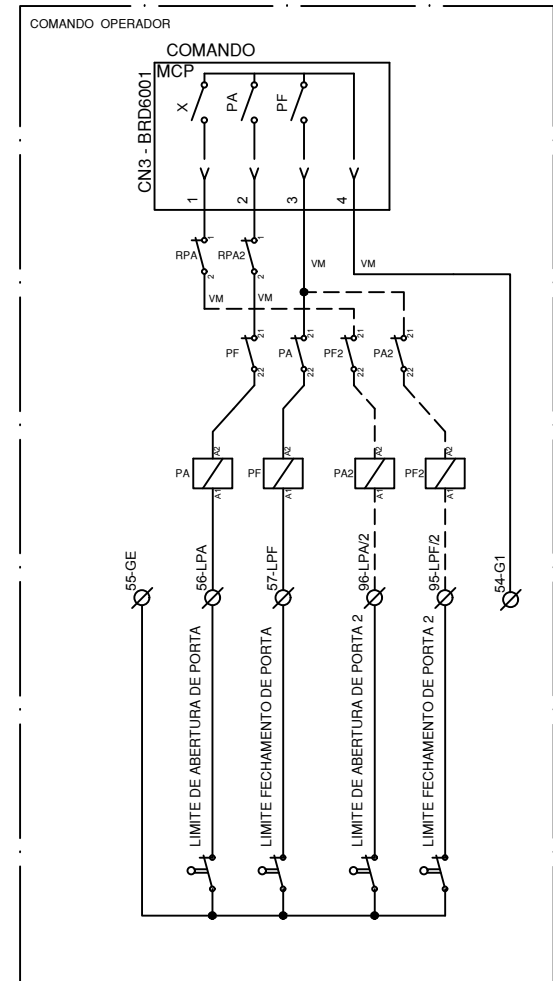 COMANDO OPERADOR
COMANDO
MCP
CN3 - BRD6001
X
PA
PF
1
2
3
4
RPA
1
2
RPA2
1
2
VM
VM
VM
VM
PF
21
22
PA
21
22
PF2
21
22
PA2
21
22
PA
A2
A1
PF
A2
A1
PA2
A2
A1
PF2
A2
A1
55-GE
56-LPA
57-LPF
96-LPA/2
95-LPF/2
54-G1
LIMITE DE ABERTURA DE PORTA
LIMITE FECHAMENTO DE PORTA
LIMITE DE ABERTURA DE PORTA 2
LIMITE FECHAMENTO DE PORTA 2